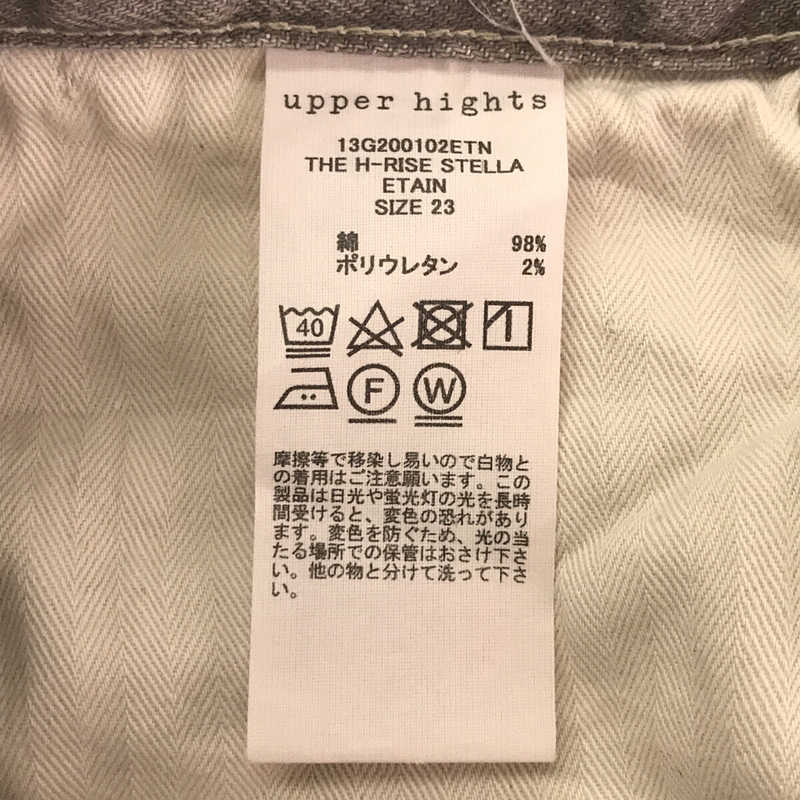 upper hights
13G200102ETN
THE H-RISE STELLA
ETAIN
SIZE 23
綿 98%
ポリウレタン 2%
40
F W
摩擦等で移染し易いので白物と
の着用はご注意願います。この
製品は日光や蛍光灯の光を長時
間受けると、変色の恐れがあり
ます。変色を防ぐため、光の当
たる場所での保管はおさけ下さ
い。他の物と分けて洗って下さ
い。